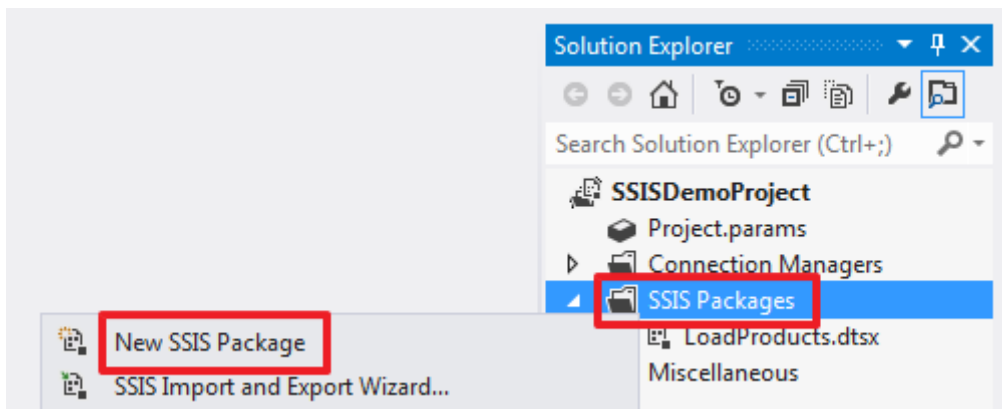 Solution Explorer
Search Solution Explorer (Ctrl+;)
SSISDemoProject
Project.params
Connection Managers
SSIS Packages
LoadProducts.dtsx
Miscellaneous
New SSIS Package
SSIS Import and Export Wizard...